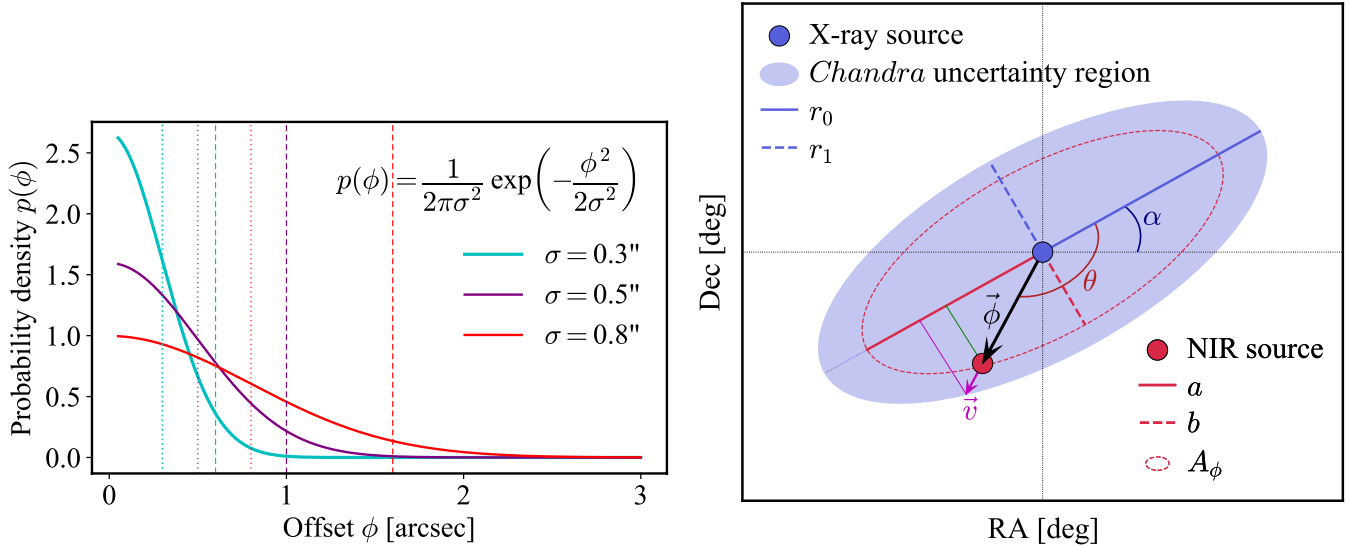 Probability density p(ϕ)
2.5
2.0
1.5
1.0
0.5
0.0
p(ϕ) = 1/(2πσ²) exp(−ϕ²/(2σ²))
σ = 0.3"
σ = 0.5"
σ = 0.8"
0 1 2 3
Offset ϕ [arcsec]
Dec [deg]
X-ray source
Chandra uncertainty region
r₀
r₁
α
θ
ϕ⃗
v⃗
NIR source
a
b
A_ϕ
RA [deg]